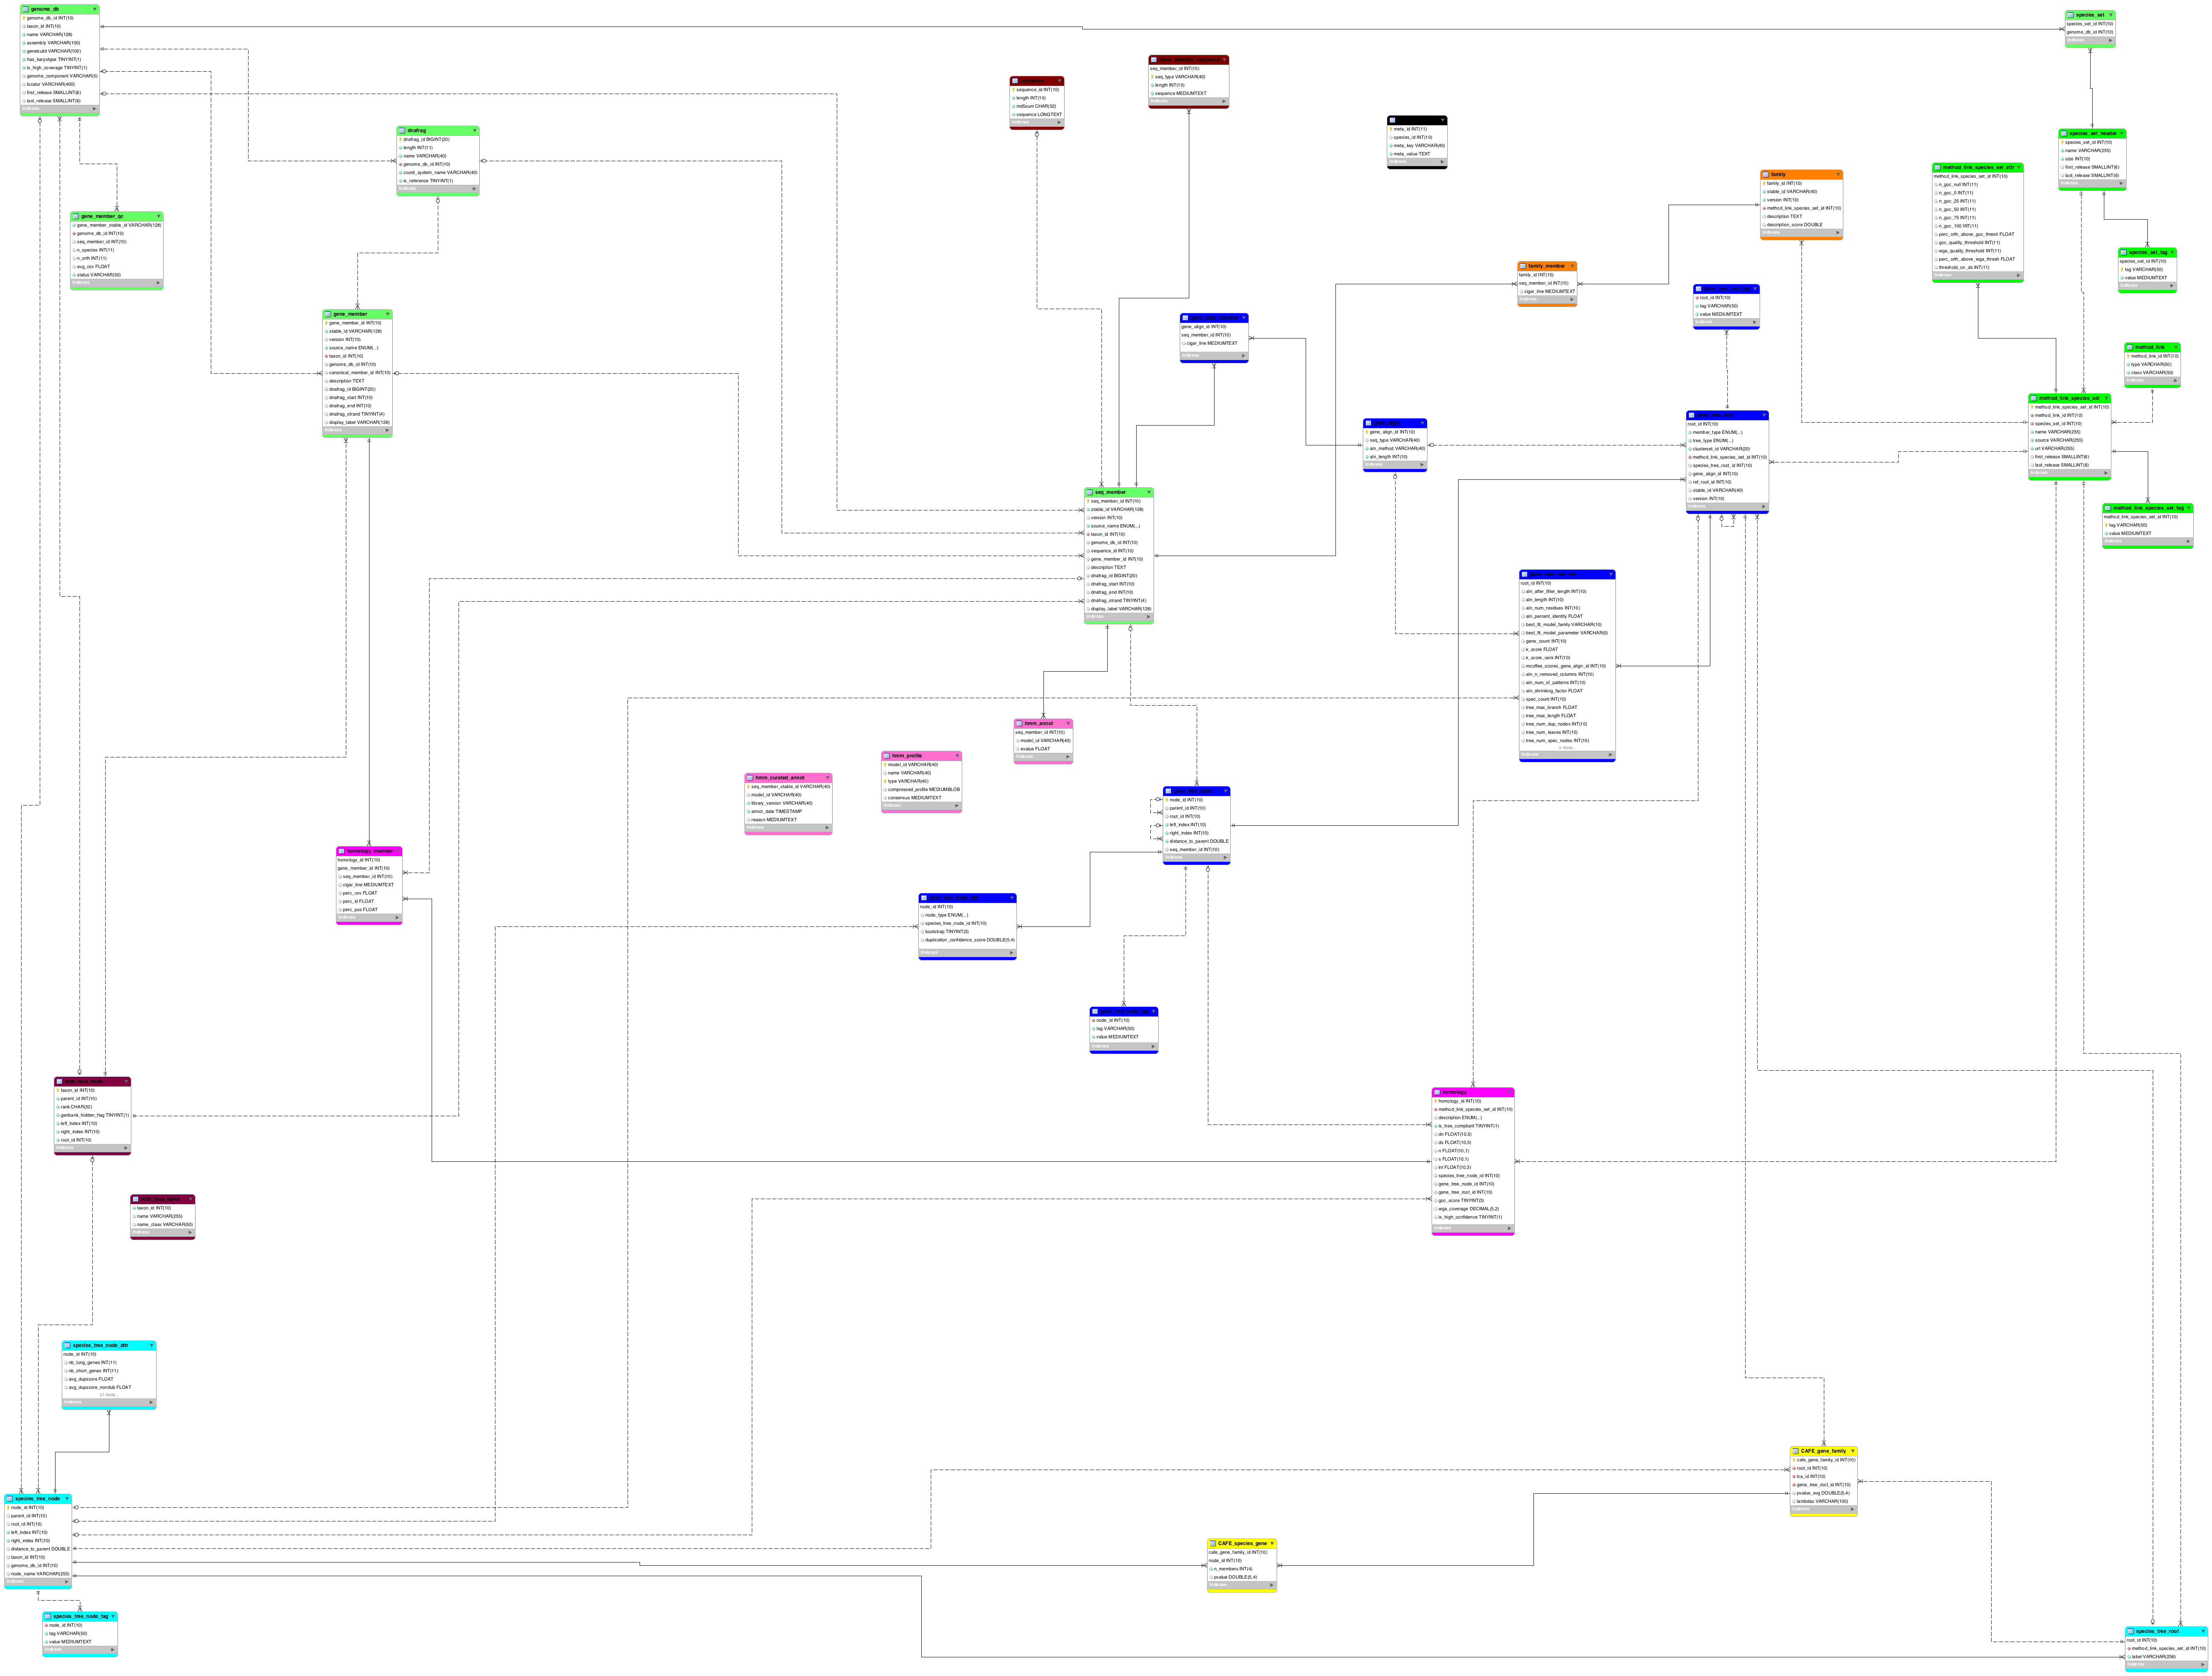 genome_db
genome_db_id INT(10)
taxon_id INT(10)
name VARCHAR(128)
assembly VARCHAR(100)
genebuild VARCHAR(100)
has_karyotype TINYINT(1)
is_high_coverage TINYINT(1)
genome_component VARCHAR(5)
locator VARCHAR(400)
first_release SMALLINT(6)
last_release SMALLINT(6)
Indexes
species_set
species_set_id INT(10)
genome_db_id INT(10)
Indexes
seq_member_id INT(10)
seq_type VARCHAR(40)
length INT(10)
sequence MEDIUMTEXT
Indexes
sequence
sequence_id INT(10)
length INT(10)
md5sum CHAR(32)
sequence LONGTEXT
Indexes
meta_id INT(11)
species_id INT(10)
meta_key VARCHAR(40)
meta_value TEXT
Indexes
dnafrag
dnafrag_id BIGINT(20)
length INT(11)
name VARCHAR(40)
genome_db_id INT(10)
coord_system_name VARCHAR(40)
is_reference TINYINT(1)
Indexes
species_set_header
species_set_id INT(10)
name VARCHAR(255)
size INT(10)
first_release SMALLINT(6)
last_release SMALLINT(6)
Indexes
method_link_species_set_attr
method_link_species_set_id INT(10)
n_goc_null INT(11)
n_goc_0 INT(11)
n_goc_25 INT(11)
n_goc_50 INT(11)
n_goc_75 INT(11)
n_goc_100 INT(11)
perc_orth_above_goc_thresh FLOAT
goc_quality_threshold INT(11)
wga_quality_threshold INT(11)
perc_orth_above_wga_thresh FLOAT
threshold_on_ds INT(11)
Indexes
family
family_id INT(10)
stable_id VARCHAR(40)
version INT(10)
method_link_species_set_id INT(10)
description TEXT
description_score DOUBLE
Indexes
gene_member_qc
gene_member_stable_id VARCHAR(128)
genome_db_id INT(10)
seq_member_id INT(10)
n_species INT(11)
n_orth INT(11)
avg_cov FLOAT
status VARCHAR(50)
Indexes
species_set_tag
species_set_id INT(10)
tag VARCHAR(50)
value MEDIUMTEXT
Indexes
family_member
family_id INT(10)
seq_member_id INT(10)
cigar_line MEDIUMTEXT
Indexes
root_id INT(10)
tag VARCHAR(50)
value MEDIUMTEXT
Indexes
gene_member
gene_member_id INT(10)
stable_id VARCHAR(128)
version INT(10)
source_name ENUM(...)
taxon_id INT(10)
genome_db_id INT(10)
canonical_member_id INT(10)
description TEXT
dnafrag_id BIGINT(20)
dnafrag_start INT(10)
dnafrag_end INT(10)
dnafrag_strand TINYINT(4)
display_label VARCHAR(128)
Indexes
gene_align_id INT(10)
seq_member_id INT(10)
cigar_line MEDIUMTEXT
Indexes
method_link
method_link_id INT(10)
type VARCHAR(50)
class VARCHAR(50)
Indexes
method_link_species_set
method_link_species_set_id INT(10)
method_link_id INT(10)
species_set_id INT(10)
name VARCHAR(255)
source VARCHAR(255)
url VARCHAR(255)
first_release SMALLINT(6)
last_release SMALLINT(6)
Indexes
gene_align
gene_align_id INT(10)
seq_type VARCHAR(40)
aln_method VARCHAR(40)
aln_length INT(10)
Indexes
root_id INT(10)
member_type ENUM(...)
tree_type ENUM(...)
clusterset_id VARCHAR(20)
method_link_species_set_id INT(10)
species_tree_root_id INT(10)
gene_align_id INT(10)
ref_root_id INT(10)
stable_id VARCHAR(40)
version INT(10)
Indexes
seq_member
seq_member_id INT(10)
stable_id VARCHAR(128)
version INT(10)
source_name ENUM(...)
taxon_id INT(10)
genome_db_id INT(10)
sequence_id INT(10)
gene_member_id INT(10)
description TEXT
dnafrag_id BIGINT(20)
dnafrag_start INT(10)
dnafrag_end INT(10)
dnafrag_strand TINYINT(4)
display_label VARCHAR(128)
Indexes
method_link_species_set_tag
method_link_species_set_id INT(10)
tag VARCHAR(50)
value MEDIUMTEXT
Indexes
root_id INT(10)
aln_after_filter_length INT(10)
aln_length INT(10)
aln_num_residues INT(10)
aln_percent_identity FLOAT
best_fit_model_family VARCHAR(10)
best_fit_model_parameter VARCHAR(5)
gene_count INT(10)
k_score FLOAT
k_score_rank INT(10)
mcoffee_scores_gene_align_id INT(10)
aln_n_removed_columns INT(10)
aln_num_of_patterns INT(10)
aln_shrinking_factor FLOAT
spec_count INT(10)
tree_max_branch FLOAT
tree_max_length FLOAT
tree_num_dup_nodes INT(10)
tree_num_leaves INT(10)
tree_num_spec_nodes INT(10)
5 more...
Indexes
hmm_annot
seq_member_id INT(10)
model_id VARCHAR(40)
evalue FLOAT
Indexes
hmm_profile
model_id VARCHAR(40)
name VARCHAR(40)
type VARCHAR(40)
compressed_profile MEDIUMBLOB
consensus MEDIUMTEXT
Indexes
hmm_curated_annot
seq_member_stable_id VARCHAR(40)
model_id VARCHAR(40)
library_version VARCHAR(40)
annot_date TIMESTAMP
reason MEDIUMTEXT
Indexes
gene_tree_node
node_id INT(10)
parent_id INT(10)
root_id INT(10)
left_index INT(10)
right_index INT(10)
distance_to_parent DOUBLE
seq_member_id INT(10)
Indexes
homology_member
homology_id INT(10)
gene_member_id INT(10)
seq_member_id INT(10)
cigar_line MEDIUMTEXT
perc_cov FLOAT
perc_id FLOAT
perc_pos FLOAT
Indexes
node_id INT(10)
node_type ENUM(...)
species_tree_node_id INT(10)
bootstrap TINYINT(3)
duplication_confidence_score DOUBLE(5,4)
Indexes
node_id INT(10)
tag VARCHAR(50)
value MEDIUMTEXT
Indexes
ncbi_taxa_node
taxon_id INT(10)
parent_id INT(10)
rank CHAR(32)
genbank_hidden_flag TINYINT(1)
left_index INT(10)
right_index INT(10)
root_id INT(10)
Indexes
homology
homology_id INT(10)
method_link_species_set_id INT(10)
description ENUM(...)
is_tree_compliant TINYINT(1)
dn FLOAT(10,5)
ds FLOAT(10,5)
n FLOAT(10,1)
s FLOAT(10,1)
lnl FLOAT(10,3)
species_tree_node_id INT(10)
gene_tree_node_id INT(10)
gene_tree_root_id INT(10)
goc_score TINYINT(3)
wga_coverage DECIMAL(5,2)
is_high_confidence TINYINT(1)
Indexes
ncbi_taxa_name
taxon_id INT(10)
name VARCHAR(255)
name_class VARCHAR(50)
Indexes
species_tree_node_attr
node_id INT(10)
nb_long_genes INT(11)
nb_short_genes INT(11)
avg_dupscore FLOAT
avg_dupscore_nondub FLOAT
21 more...
Indexes
CAFE_gene_family
cafe_gene_family_id INT(10)
root_id INT(10)
lca_id INT(10)
gene_tree_root_id INT(10)
pvalue_avg DOUBLE(5,4)
lambdas VARCHAR(100)
Indexes
species_tree_node
node_id INT(10)
parent_id INT(10)
root_id INT(10)
left_index INT(10)
right_index INT(10)
distance_to_parent DOUBLE
taxon_id INT(10)
genome_db_id INT(10)
node_name VARCHAR(255)
Indexes
CAFE_species_gene
cafe_gene_family_id INT(10)
node_id INT(10)
n_members INT(4)
pvalue DOUBLE(5,4)
Indexes
species_tree_node_tag
node_id INT(10)
tag VARCHAR(50)
value MEDIUMTEXT
Indexes
species_tree_root
root_id INT(10)
method_link_species_set_id INT(10)
label VARCHAR(256)
Indexes